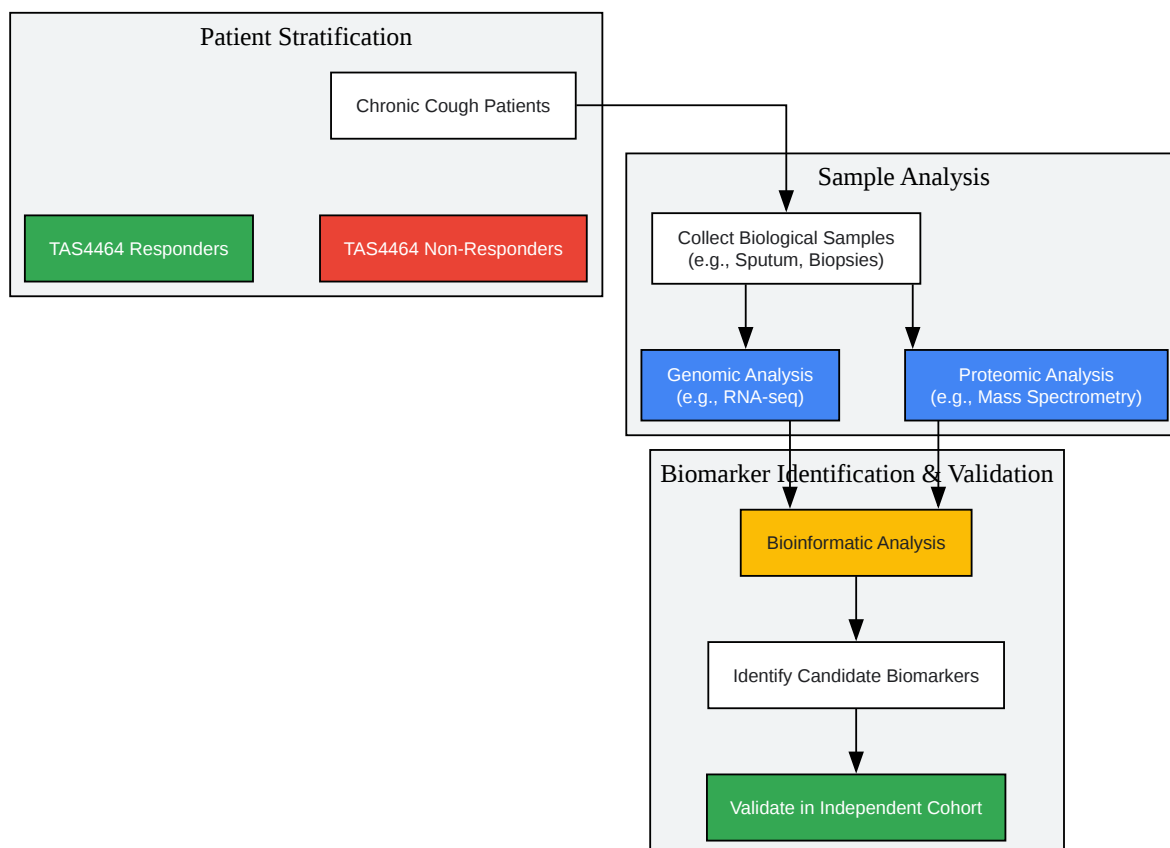 Patient Stratification
Chronic Cough Patients
TAS4464 Responders
TAS4464 Non-Responders
Sample Analysis
Collect Biological Samples
(e.g., Sputum, Biopsies)
Genomic Analysis
(e.g., RNA-seq)
Proteomic Analysis
(e.g., Mass Spectrometry)
Biomarker Identification & Validation
Bioinformatic Analysis
Identify Candidate Biomarkers
Validate in Independent Cohort